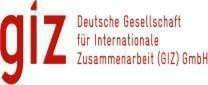 giz
Deutsche Gesellschaft
für Internationale
Zusammenarbeit (GIZ) GmbH